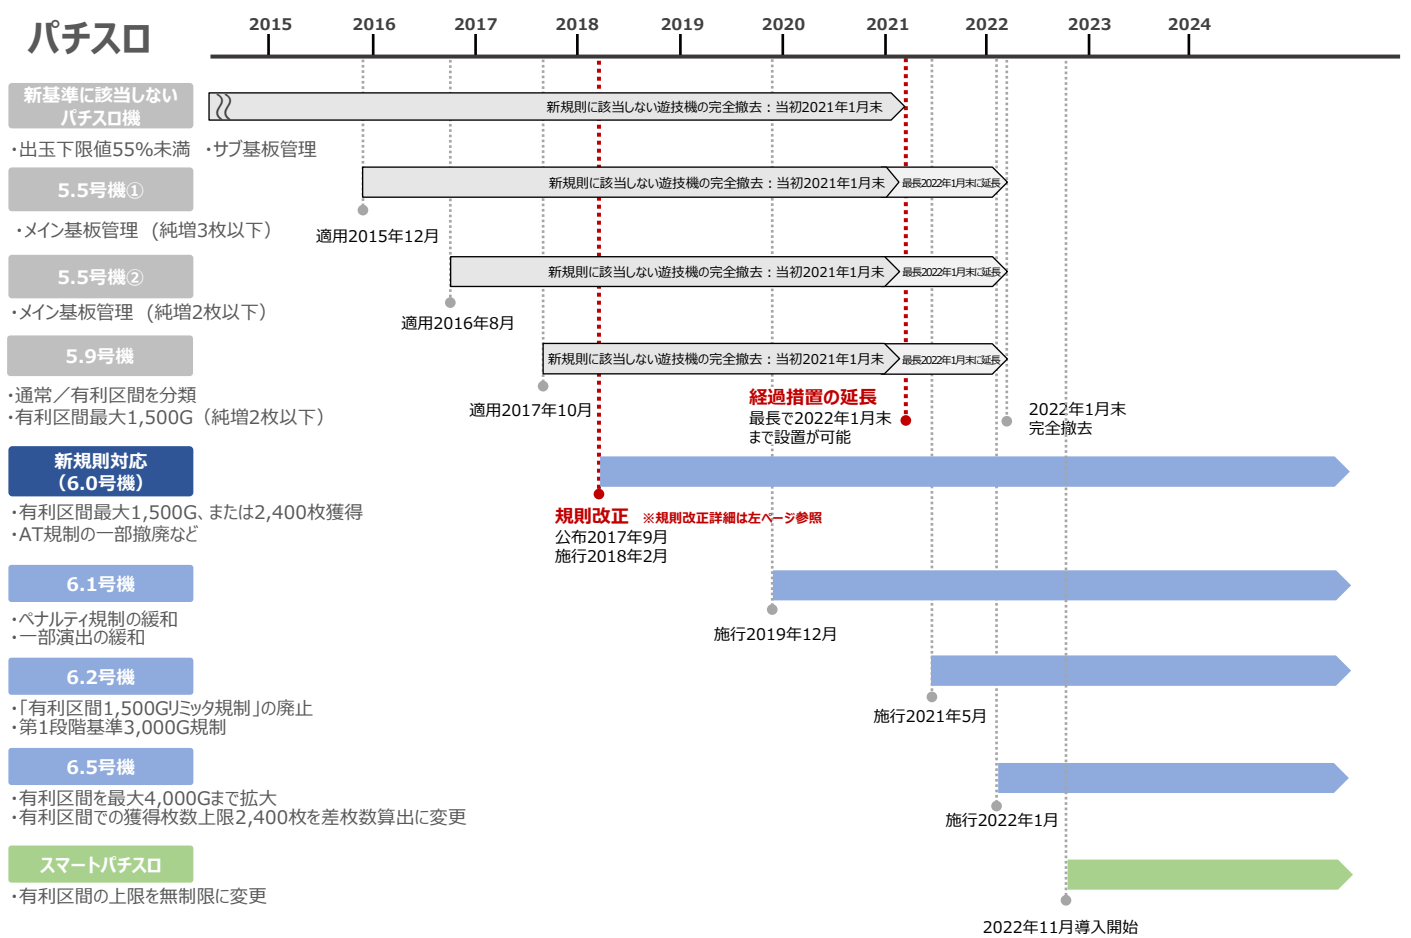 パチスロ
2015 2016 2017 2018 2019 2020 2021 2022 2023 2024
新基準に該当しない
パチスロ機
新規則に該当しない遊技機の完全撤去：当初2021年1月末
・出玉下限値55%未満 ・サブ基板管理
5.5号機①
新規則に該当しない遊技機の完全撤去：当初2021年1月末 最長2022年1月末に延長
・メイン基板管理 (純増3枚以下)
適用2015年12月
5.5号機②
新規則に該当しない遊技機の完全撤去：当初2021年1月末 最長2022年1月末に延長
・メイン基板管理 (純増2枚以下)
適用2016年8月
5.9号機
新規則に該当しない遊技機の完全撤去：当初2021年1月末 最長2022年1月末に延長
・通常／有利区間を分類
・有利区間最大1,500G（純増2枚以下）
適用2017年10月
経過措置の延長
最長で2022年1月末
まで設置が可能
2022年1月末
完全撤去
新規則対応
（6.0号機）
・有利区間最大1,500G、または2,400枚獲得
・AT規制の一部撤廃など
規則改正 ※規則改正詳細は左ページ参照
公布2017年9月
施行2018年2月
6.1号機
・ペナルティ規制の緩和
・一部演出の緩和
施行2019年12月
6.2号機
・「有利区間1,500Gリミッタ規制」の廃止
・第1段階基準3,000G規制
施行2021年5月
6.5号機
・有利区間を最大4,000Gまで拡大
・有利区間での獲得枚数上限2,400枚を差枚数算出に変更
施行2022年1月
スマートパチスロ
・有利区間の上限を無制限に変更
2022年11月導入開始